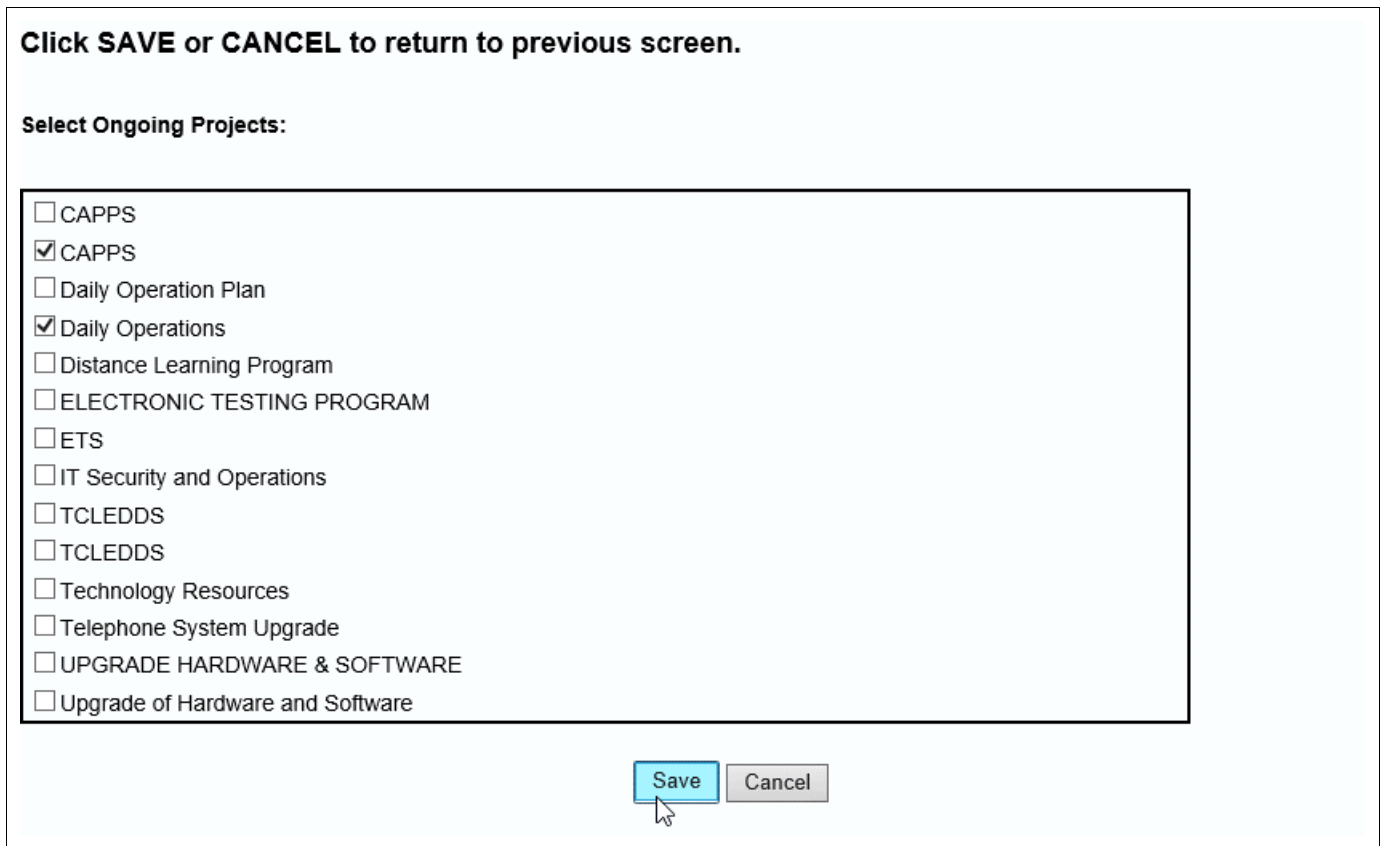 Click SAVE or CANCEL to return to previous screen.
Select Ongoing Projects:
CAPPS
CAPPS
Daily Operation Plan
Daily Operations
Distance Learning Program
ELECTRONIC TESTING PROGRAM
ETS
IT Security and Operations
TCLEDDS
TCLEDDS
Technology Resources
Telephone System Upgrade
UPGRADE HARDWARE & SOFTWARE
Upgrade of Hardware and Software
Save Cancel